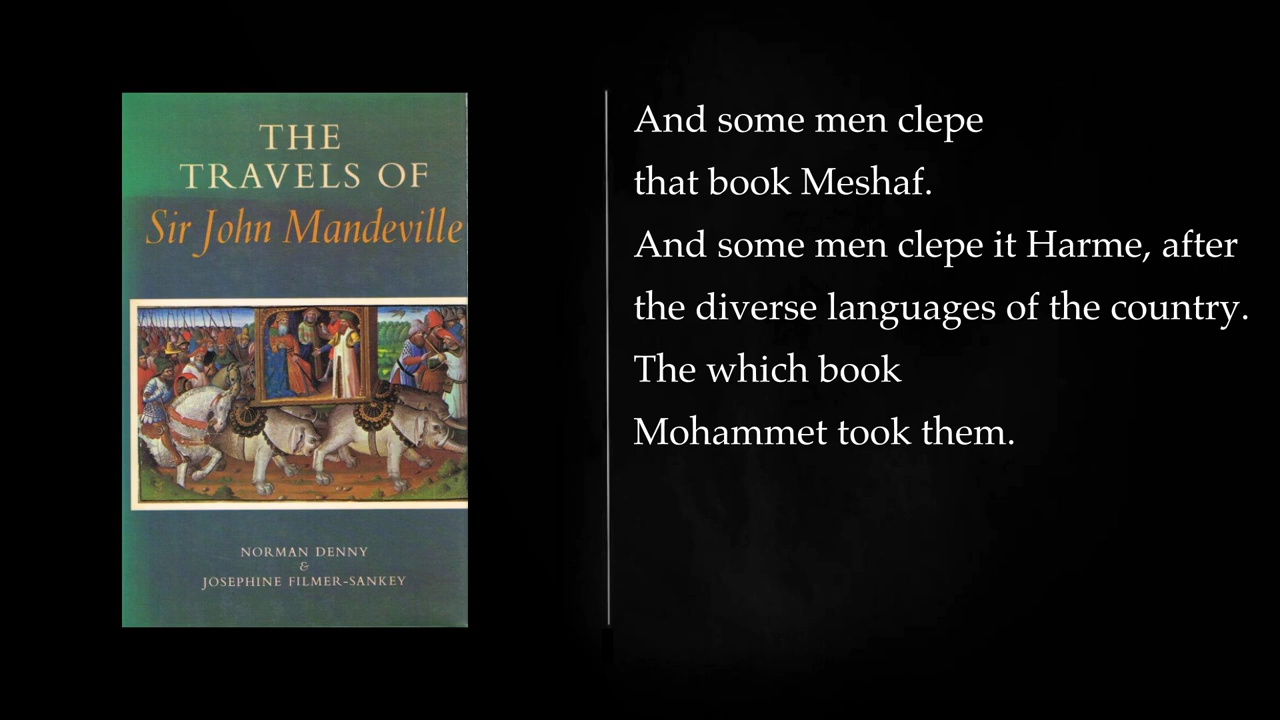 THE
TRAVELS OF
Sir John Mandeville
NORMAN DENNY
&
JOSEPHINE FILMER-SANKEY
And some men clepe
that book Meshaf.
And some men clepe it Harme, after
the diverse languages of the country.
The which book
Mohammet took them.